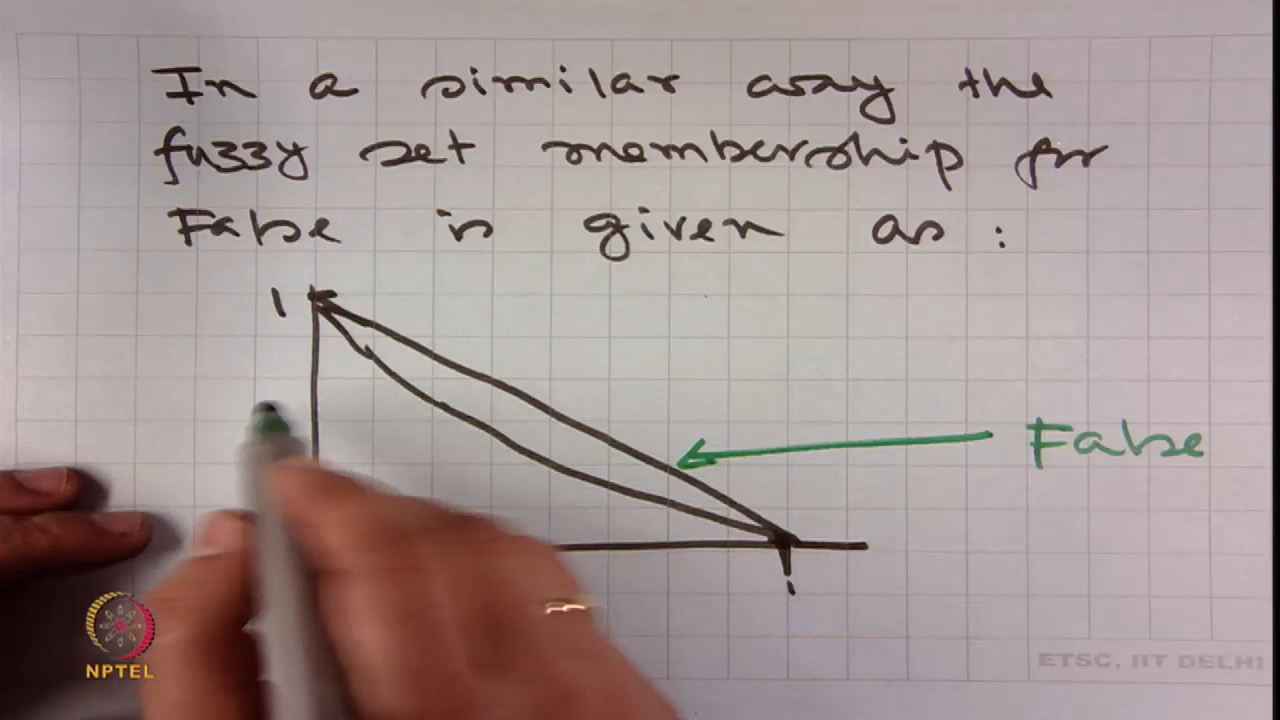 In a similar way the
fuzzy set membership for
False is given as :
1
False
1
NPTEL
ETSC, IIT DELHI